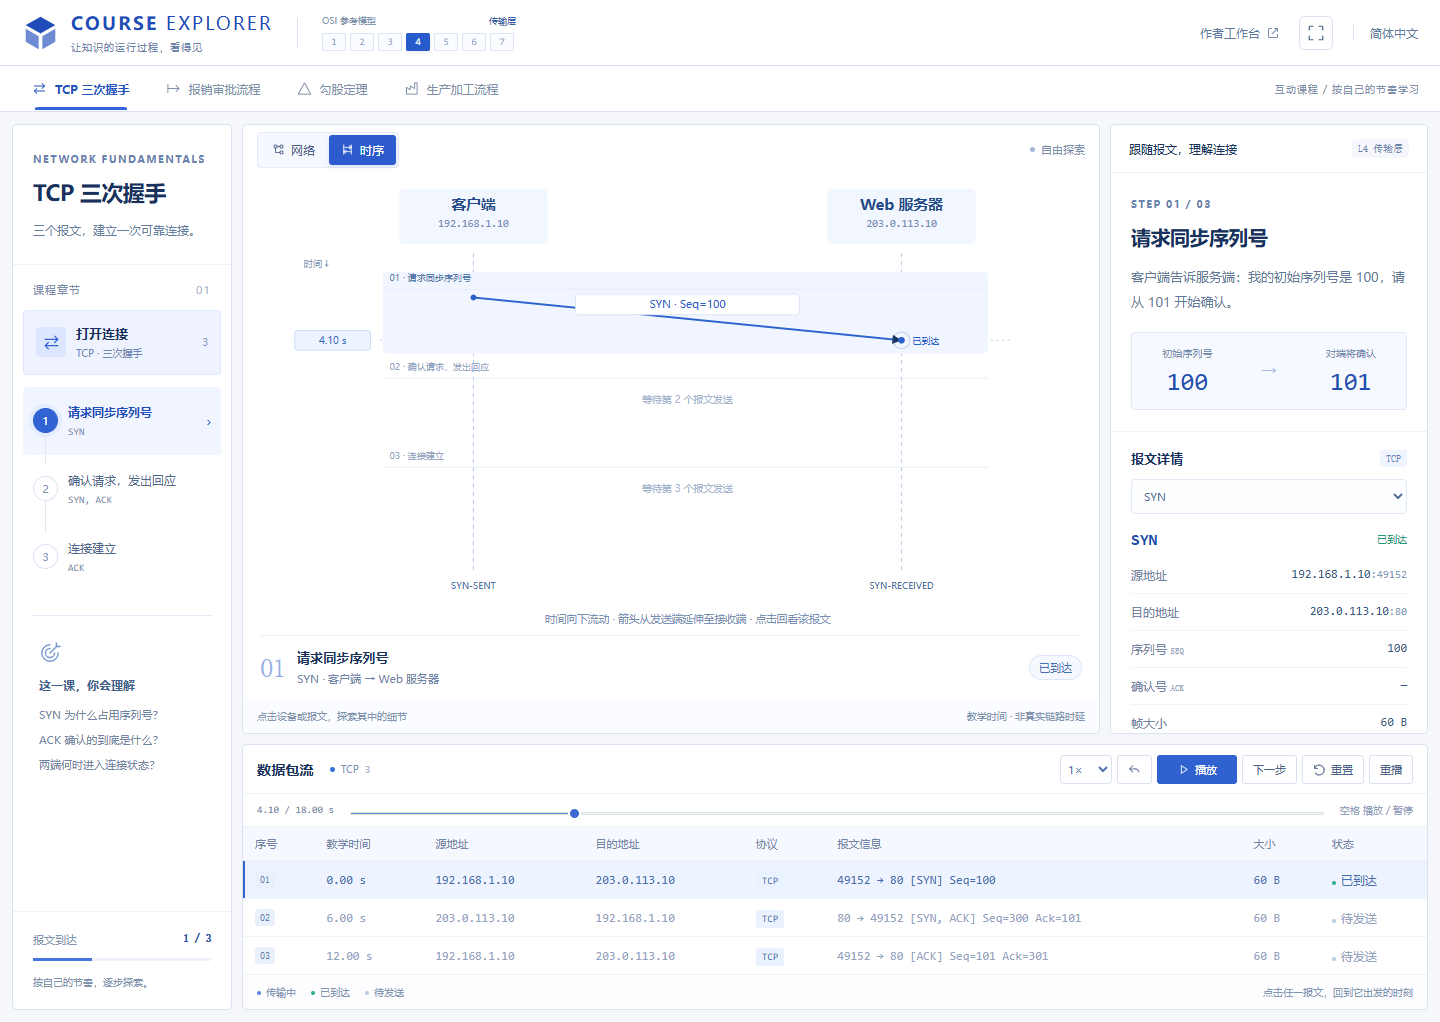 COURSE EXPLORER
让知识的运行过程，看得见
OSI 参考模型
传输层
1 2 3 4 5 6 7
作者工作台
简体中文
TCP 三次握手
报销审批流程
勾股定理
生产加工流程
互动课程 / 按自己的节奏学习
NETWORK FUNDAMENTALS
TCP 三次握手
三个报文，建立一次可靠连接。
课程章节 01
打开连接
TCP · 三次握手
3
1 请求同步序列号
SYN
›
2 确认请求，发出回应
SYN, ACK
3 连接建立
ACK
这一课，你会理解
SYN 为什么占用序列号？
ACK 确认的到底是什么？
两端何时进入连接状态？
报文到达 1 / 3
按自己的节奏，逐步探索。
网络
时序
自由探索
客户端
192.168.1.10
Web 服务器
203.0.113.10
时间 ↓
01 · 请求同步序列号
SYN · Seq=100
4.10 s
已到达
02 · 确认请求，发出回应
等待第 2 个报文发送
03 · 连接建立
等待第 3 个报文发送
SYN-SENT
SYN-RECEIVED
时间向下流动 · 箭头从发送端延伸至接收端 · 点击回看该报文
01 请求同步序列号
SYN · 客户端 → Web 服务器
已到达
点击设备或报文，探索其中的细节
教学时间 · 非真实链路时延
跟随报文，理解连接
L4 传输层
STEP 01 / 03
请求同步序列号
客户端告诉服务端：我的初始序列号是 100，请
从 101 开始确认。
初始序列号
100
→
对端将确认
101
报文详情
TCP
SYN
SYN 已到达
源地址 192.168.1.10:49152
目的地址 203.0.113.10:80
序列号 SEQ 100
确认号 ACK —
帧大小 60 B
数据包流
TCP 3
1×
播放
下一步
重置
重播
4.10 / 18.00 s
空格 播放 / 暂停
序号 教学时间 源地址 目的地址 协议 报文信息 大小 状态
01 0.00 s 192.168.1.10 203.0.113.10 TCP 49152 → 80 [SYN] Seq=100 60 B 已到达
02 6.00 s 203.0.113.10 192.168.1.10 TCP 80 → 49152 [SYN, ACK] Seq=300 Ack=101 60 B 待发送
03 12.00 s 192.168.1.10 203.0.113.10 TCP 49152 → 80 [ACK] Seq=101 Ack=301 60 B 待发送
传输中 已到达 待发送
点击任一报文，回到它出发的时刻